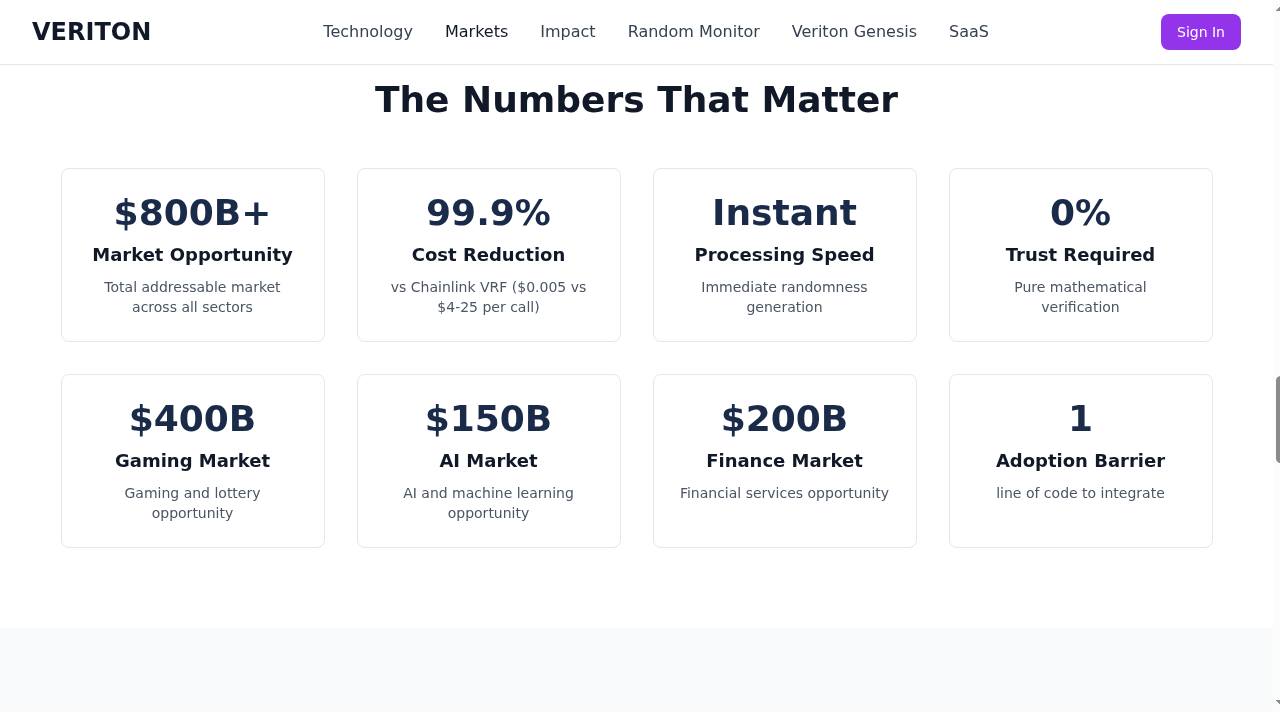 VERITON
Technology
Markets
Impact
Random Monitor
Veriton Genesis
SaaS
Sign In
The Numbers That Matter
$800B+
Market Opportunity
Total addressable market
across all sectors
99.9%
Cost Reduction
vs Chainlink VRF ($0.005 vs
$4-25 per call)
Instant
Processing Speed
Immediate randomness
generation
0%
Trust Required
Pure mathematical
verification
$400B
Gaming Market
Gaming and lottery
opportunity
$150B
AI Market
AI and machine learning
opportunity
$200B
Finance Market
Financial services opportunity
1
Adoption Barrier
line of code to integrate